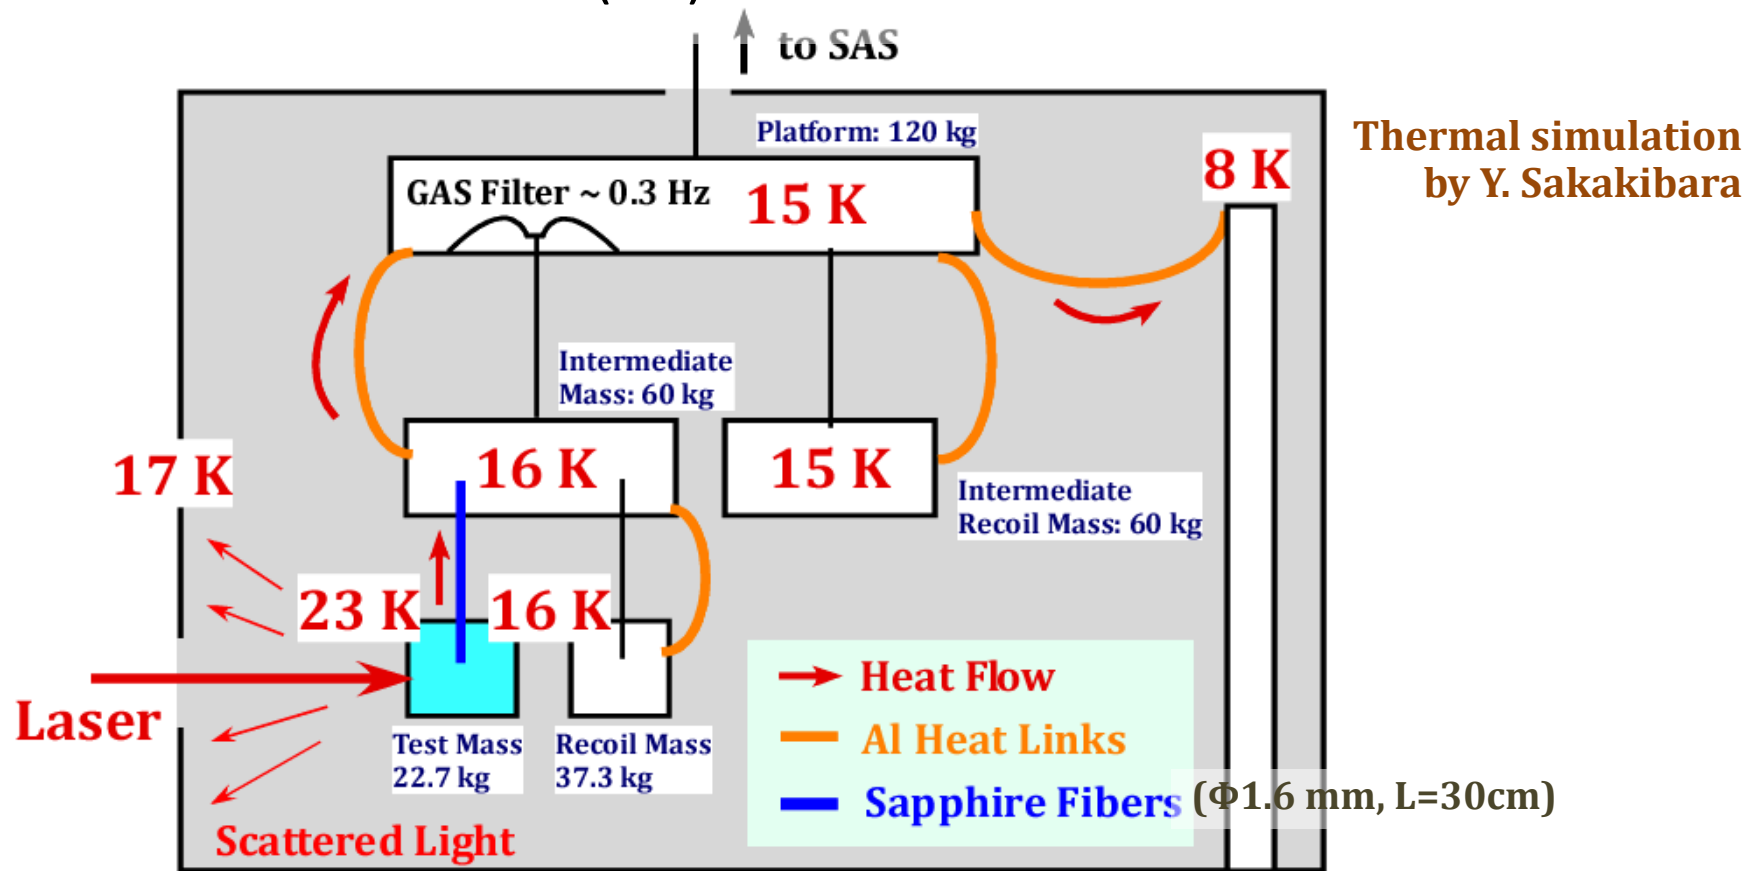 to SAS
Platform: 120 kg
Thermal simulation
by Y. Sakakibara
8 K
GAS Filter ~ 0.3 Hz
15 K
Intermediate
Mass: 60 kg
16 K
15 K
17 K
Intermediate
Recoil Mass: 60 kg
23 K
16 K
Laser
Heat Flow
Al Heat Links
Sapphire Fibers (Φ1.6 mm, L=30cm)
Test Mass
22.7 kg
Recoil Mass
37.3 kg
Scattered Light